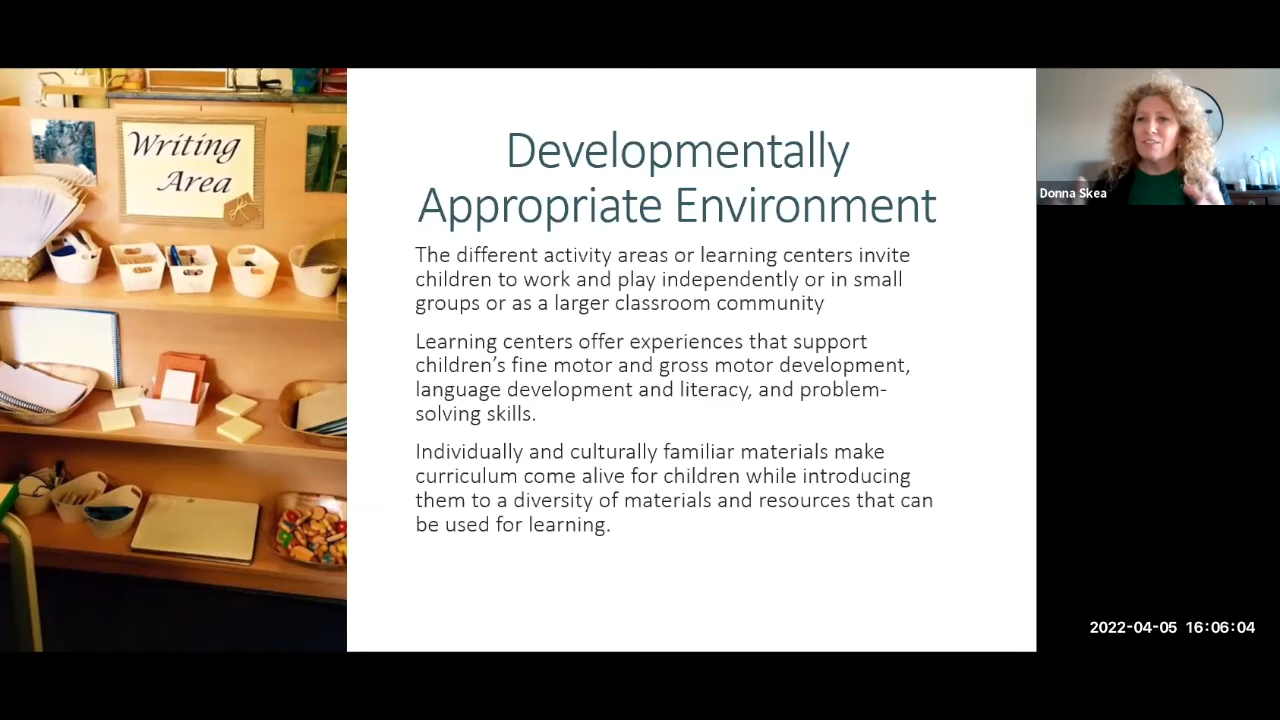 Writing
Area
Developmentally
Appropriate Environment
The different activity areas or learning centers invite
children to work and play independently or in small
groups or as a larger classroom community
Learning centers offer experiences that support
children’s fine motor and gross motor development,
language development and literacy, and problem-
solving skills.
Individually and culturally familiar materials make
curriculum come alive for children while introducing
them to a diversity of materials and resources that can
be used for learning.
Donna Skea
2022-04-05 16:06:04